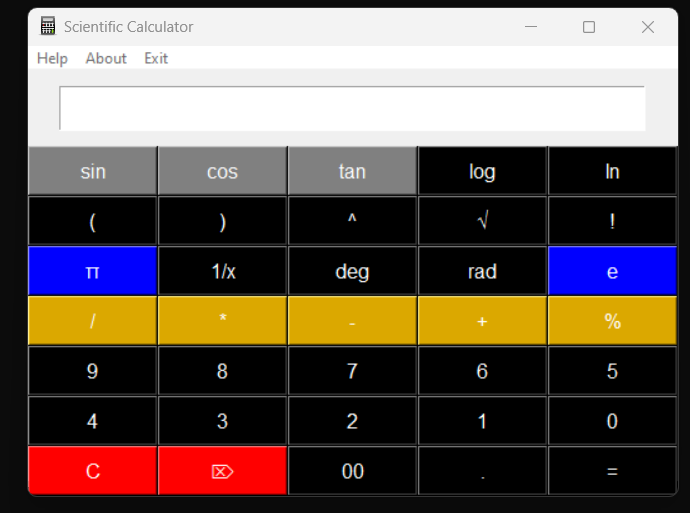 Scientific Calculator
Help About Exit
sin cos tan log ln
( ) ^ √ !
π 1/x deg rad e
/ * - + %
9 8 7 6 5
4 3 2 1 0
C ⌦ 00 . =